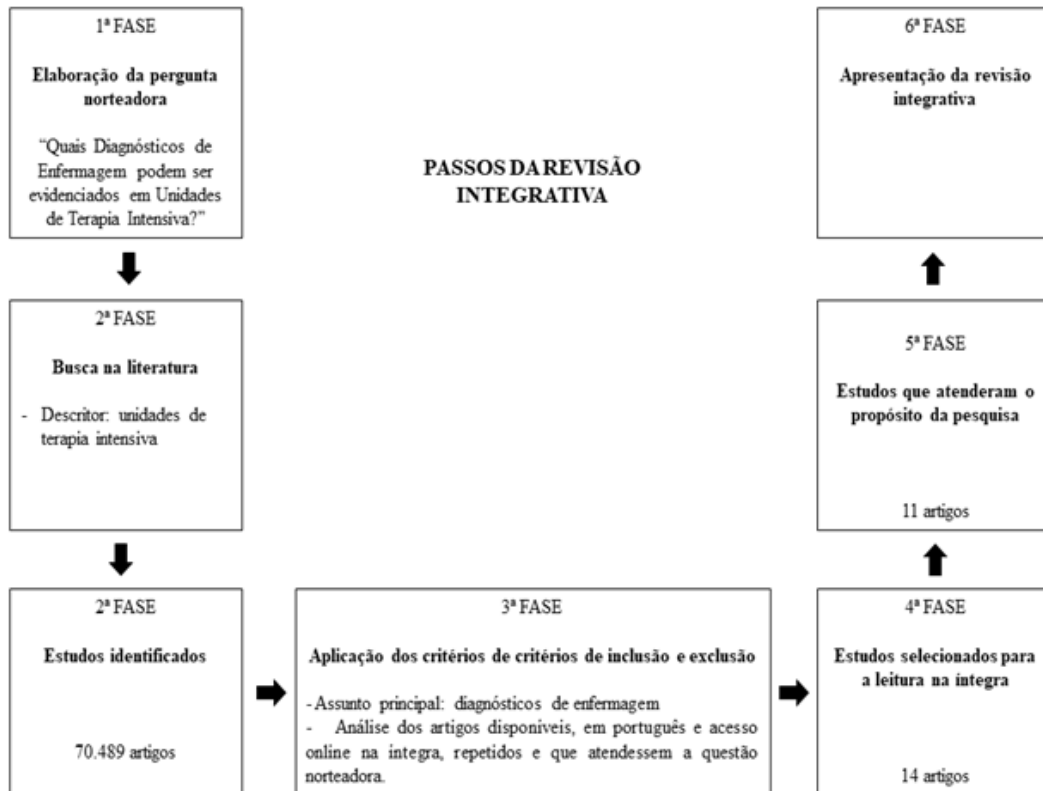 1ª FASE
Elaboração da pergunta
norteadora
“Quais Diagnósticos de
Enfermagem podem ser
evidenciados em Unidades
de Terapia Intensiva?”
PASSOS DA REVISÃO
INTEGRATIVA
2ª FASE
Busca na literatura
- Descritor: unidades de
terapia intensiva
2ª FASE
Estudos identificados
70.489 artigos
3ª FASE
Aplicação dos critérios de critérios de inclusão e exclusão
- Assunto principal: diagnósticos de enfermagem
- Análise dos artigos disponíveis, em português e acesso
online na íntegra, repetidos e que atendessem a questão
norteadora.
4ª FASE
Estudos selecionados para
a leitura na íntegra
14 artigos
5ª FASE
Estudos que atenderam o
propósito da pesquisa
11 artigos
6ª FASE
Apresentação da revisão
integrativa